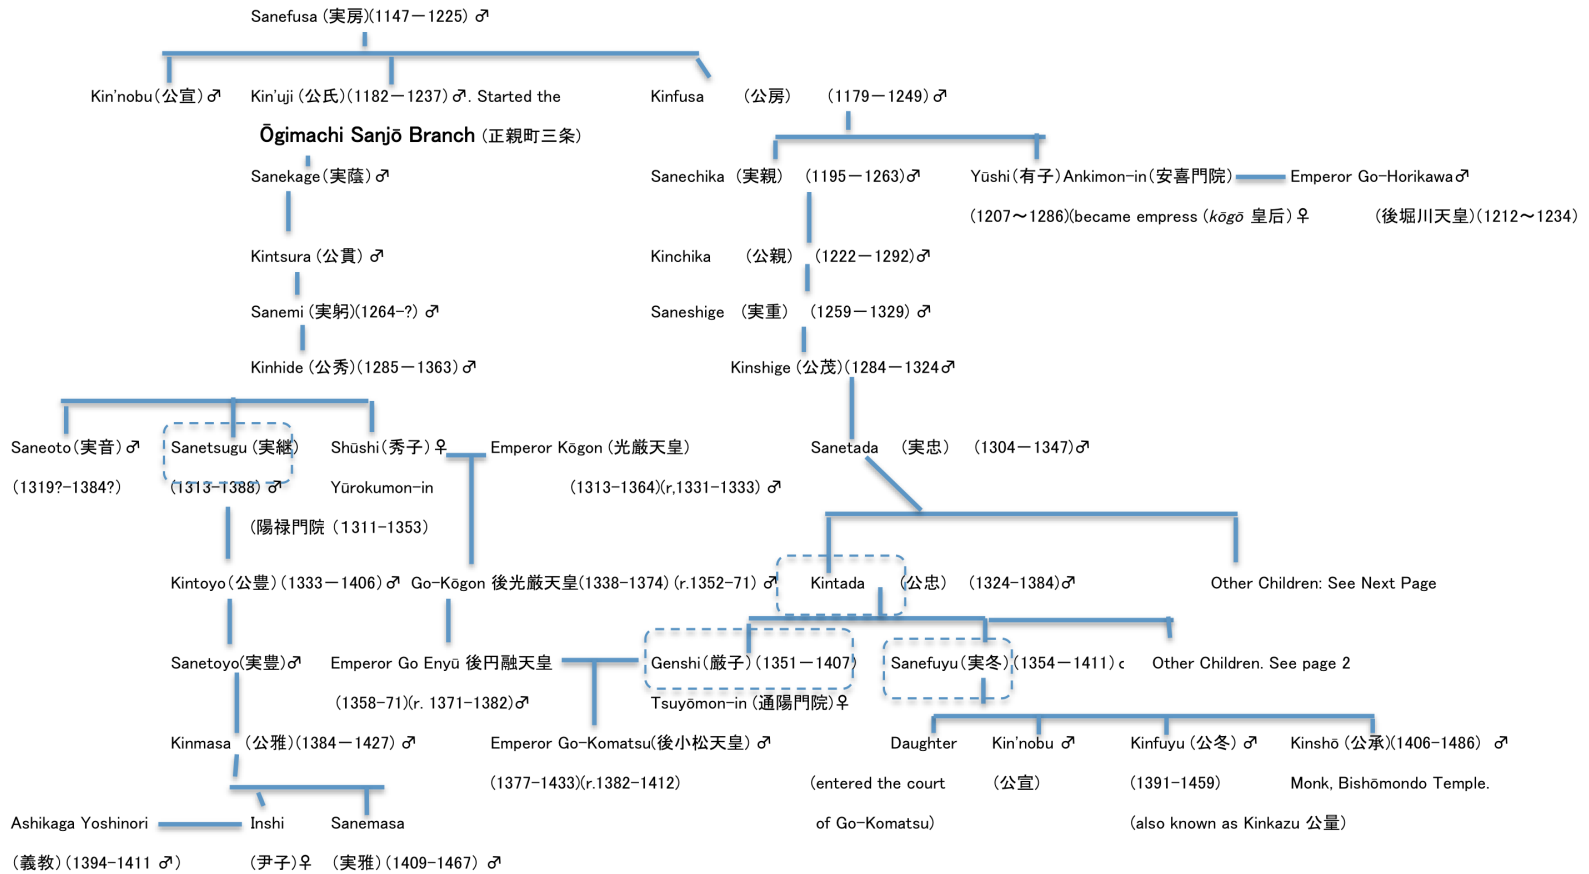 Sanefusa (実房)(1147－1225) ♂
Kin'nobu(公宣)♂ Kin'uji (公氏)(1182－1237)♂. Started the Kinfusa (公房) (1179－1249)♂
Ōgimachi Sanjō Branch (正親町三条)
Sanekage(実蔭)♂ Sanechika (実親) (1195－1263)♂ Yūshi(有子)Ankimon-in(安喜門院) Emperor Go-Horikawa♂
(1207～1286)(became empress (kōgō 皇后)♀ (後堀川天皇)(1212～1234)
Kintsura (公貫) ♂ Kinchika (公親) (1222－1292)♂
Sanemi (実躬)(1264-?) ♂ Saneshige (実重) (1259－1329) ♂
Kinhide (公秀)(1285－1363) ♂ Kinshige (公茂)(1284－1324♂
Saneoto(実音)♂ Sanetsugu (実継) Shūshi(秀子)♀ Emperor Kōgon (光厳天皇) Sanetada (実忠) (1304－1347)♂
(1319?-1384?) (1313-1388) ♂ Yūrokumon-in (1313-1364)(r,1331-1333) ♂
(陽禄門院 (1311-1353)
Kintoyo(公豊)(1333－1406) ♂ Go-Kōgon 後光厳天皇(1338-1374) (r.1352-71) ♂ Kintada (公忠) (1324-1384)♂ Other Children: See Next Page
Sanetoyo(実豊)♂ Emperor Go Enyū 後円融天皇 Genshi(厳子)(1351－1407) Sanefuyu(実冬)(1354－1411) Other Children. See page 2
(1358-71)(r. 1371-1382)♂ Tsuyōmon-in (通陽門院)♀
Kinmasa (公雅)(1384－1427) ♂ Emperor Go-Komatsu(後小松天皇) ♂ Daughter Kin'nobu ♂ Kinfuyu (公冬) ♂ Kinshō (公承)(1406-1486) ♂
(1377-1433)(r.1382-1412) (entered the court (公宣) (1391-1459) Monk, Bishōmondo Temple.
Ashikaga Yoshinori Inshi Sanemasa of Go-Komatsu) (also known as Kinkazu 公量)
(義教)(1394-1411 ♂) (尹子)♀ (実雅)(1409-1467) ♂